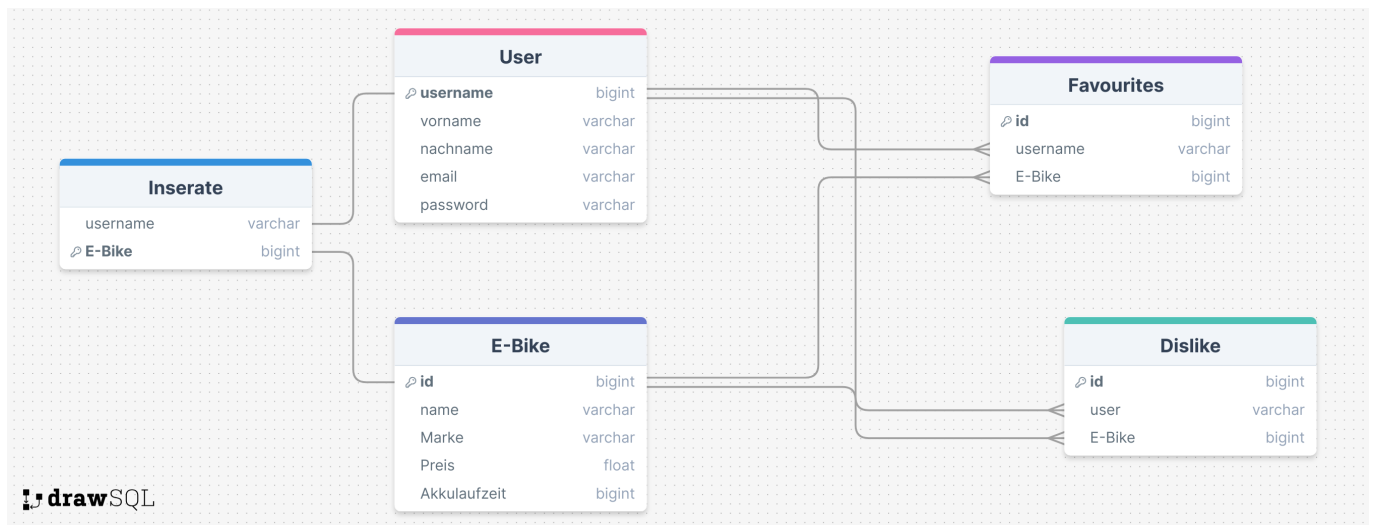 User
username bigint
vorname varchar
nachname varchar
email varchar
password varchar
Favourites
id bigint
username varchar
E-Bike bigint
Inserate
username varchar
E-Bike bigint
E-Bike
id bigint
name varchar
Marke varchar
Preis float
Akkulaufzeit bigint
Dislike
id bigint
user varchar
E-Bike bigint
drawSQL